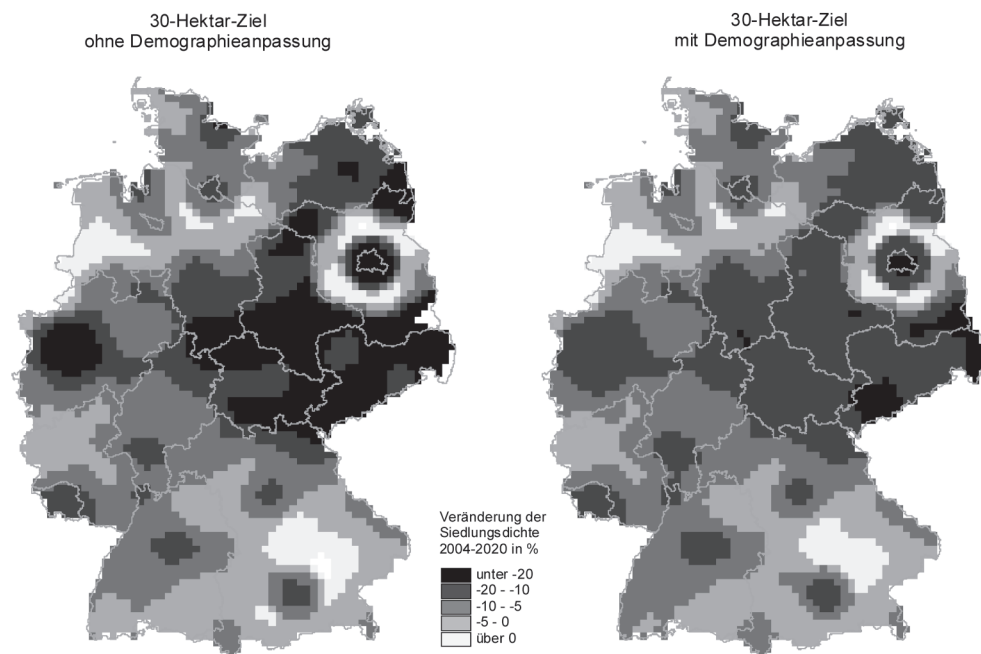 30-Hektar-Ziel
ohne Demographieanpassung
30-Hektar-Ziel
mit Demographieanpassung
Veränderung der
Siedlungsdichte
2004-2020 in %
unter -20
-20 - -10
-10 - -5
-5 - 0
über 0